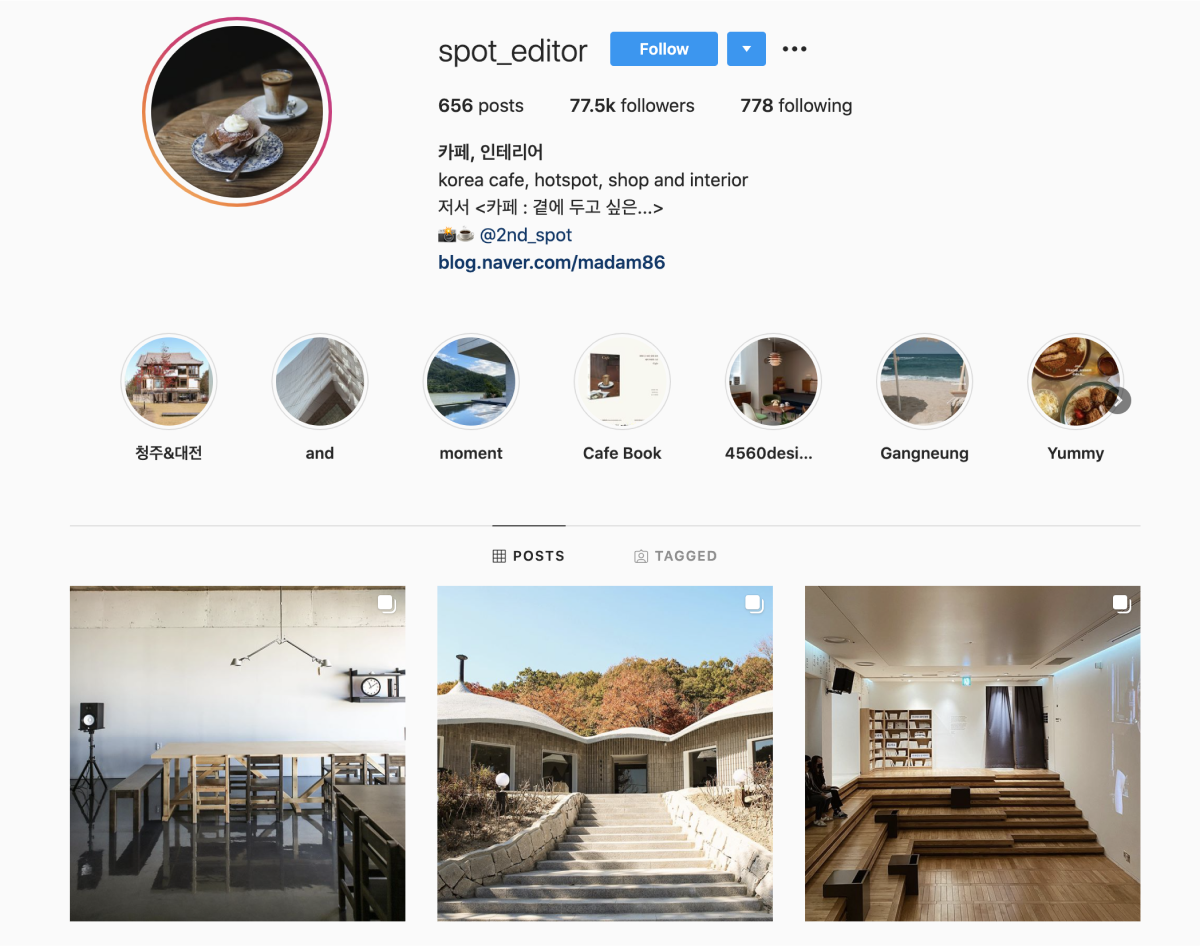 spot_editor
Follow
656 posts 77.5k followers 778 following
카페, 인테리어
korea cafe, hotspot, shop and interior
저서 <카페 : 곁에 두고 싶은...>
📸☕ @2nd_spot
blog.naver.com/madam86
청주&대전 and moment Cafe Book 4560desi... Gangneung Yummy
POSTS TAGGED